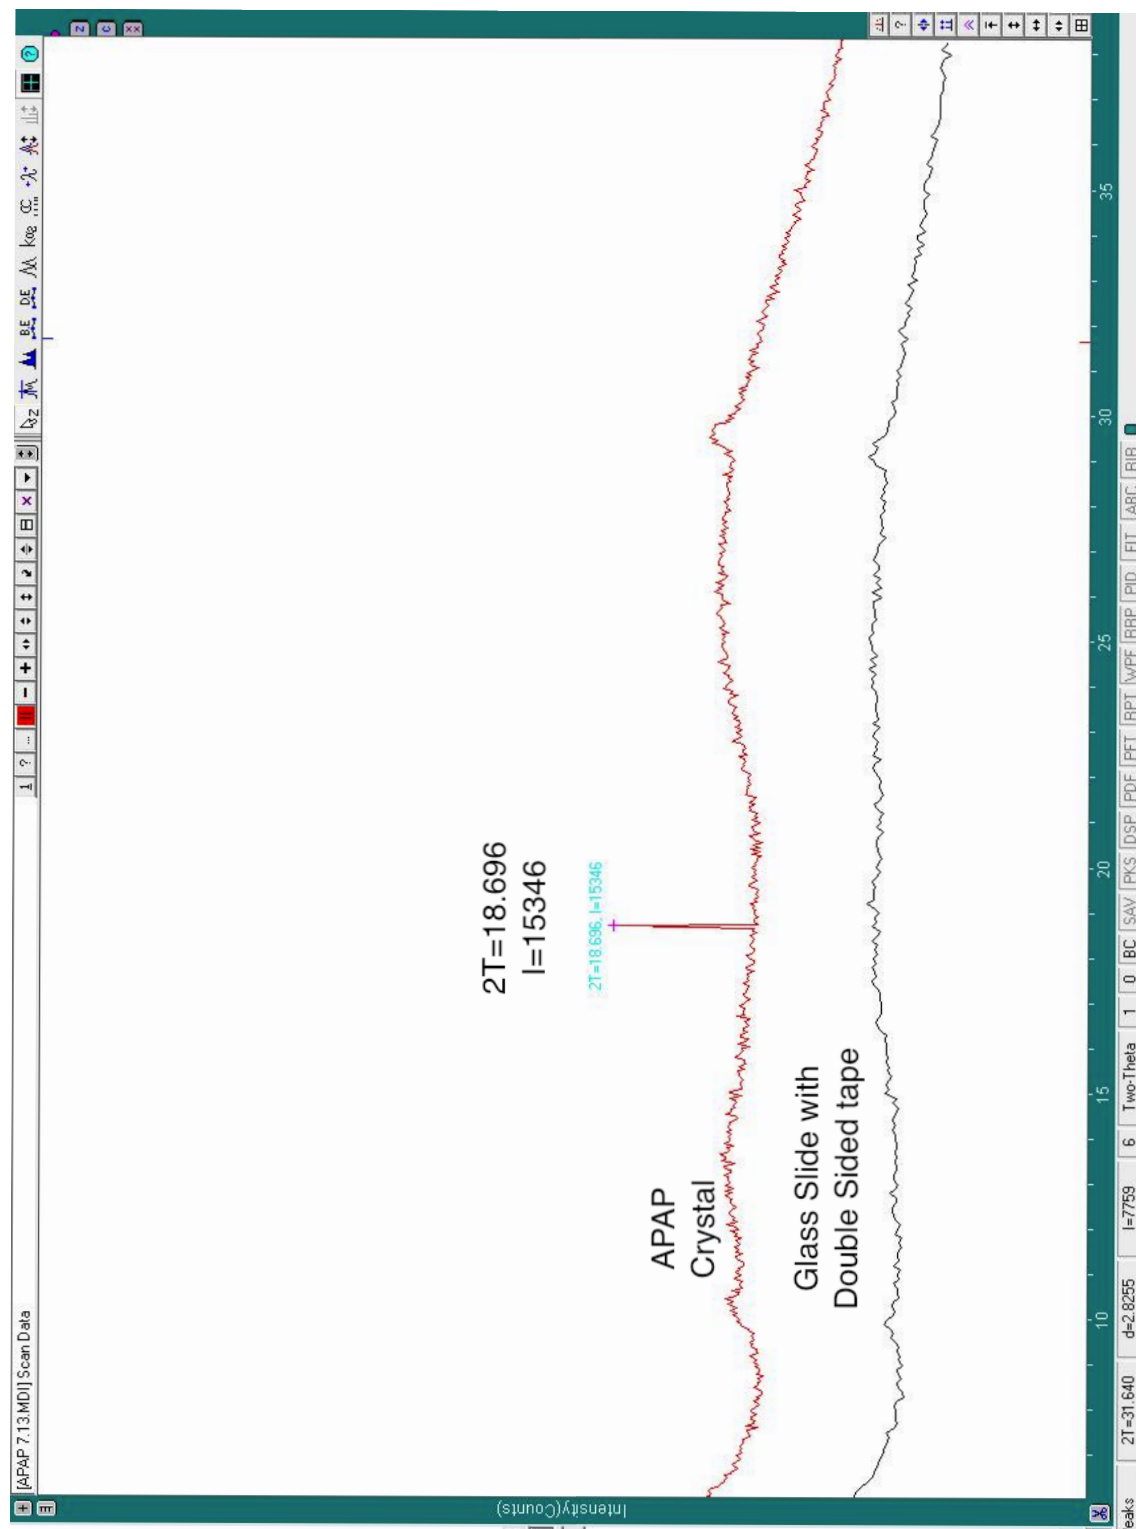 [APAP 7.13.MDI] Scan Data
1 ? ...
B.E D.E
2T=18.696
I=15346
2T=18.696, I=15346
APAP
Crystal
Glass Slide with
Double Sided tape
Intensity(Counts)
10 15 20 25 30 35
eaks 2T=31.640 d=2.8255 I=7759 6 Two-Theta 1 0 BC SAV PKS DSP PDF PFT RPT WPF RRP PID FIT ABC RIR